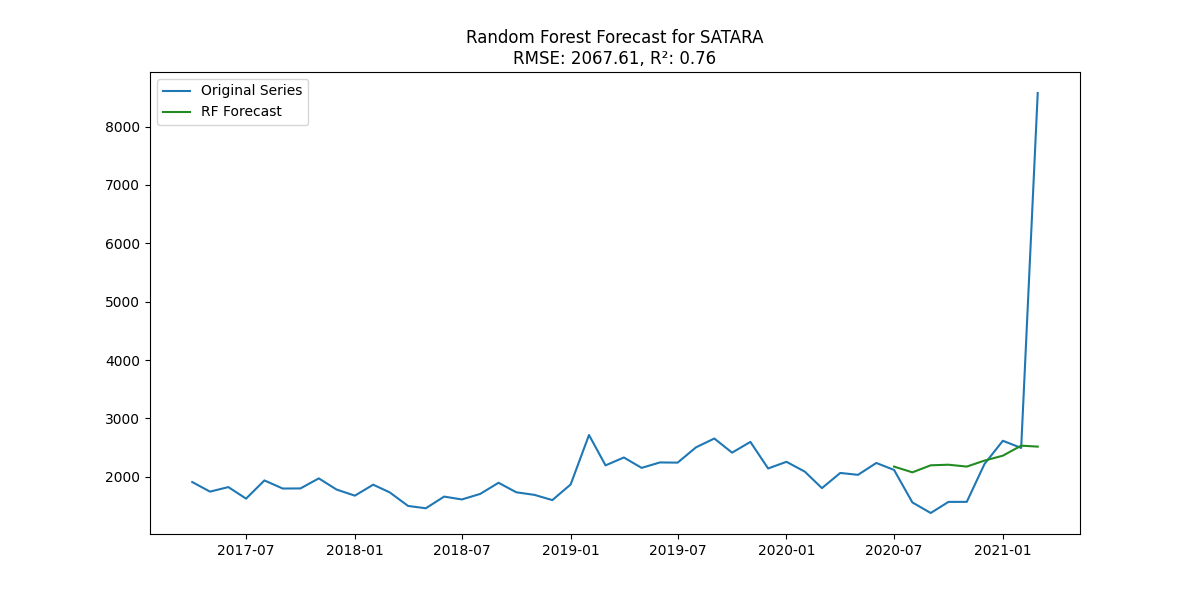 Random Forest Forecast for SATARA
RMSE: 2067.61, R²: 0.76
Original Series
RF Forecast
8000
7000
6000
5000
4000
3000
2000
2017-07 2018-01 2018-07 2019-01 2019-07 2020-01 2020-07 2021-01